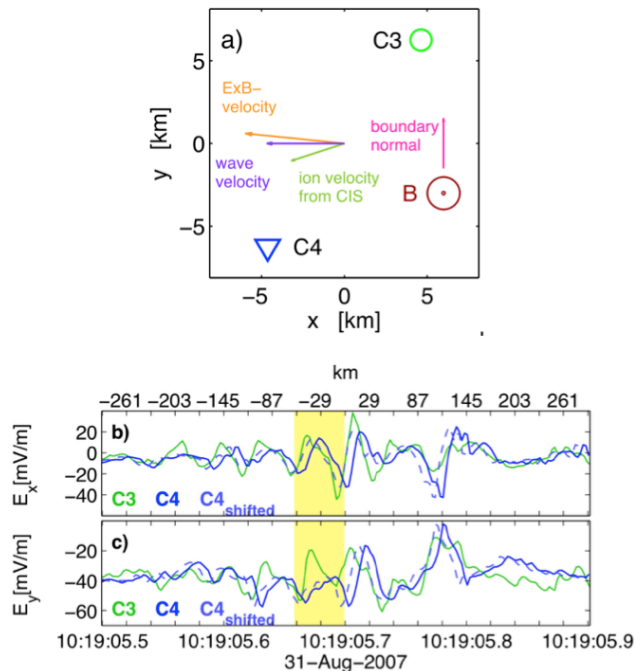 a)
C3
5
ExB-
velocity
boundary
normal
y [km]
0
wave
velocity
ion velocity
from CIS
B
-5
C4
-5 0 5
x [km]
km
-261 -203 -145 -87 -29 29 87 145 203 261
b)
20
0
-20
-40
E_x[mV/m]
C3 C4 C4_shifted
c)
-20
-40
-60
E_y[mV/m]
C3 C4 C4_shifted
10:19:05.5 10:19:05.6 10:19:05.7 10:19:05.8 10:19:05.9
31-Aug-2007